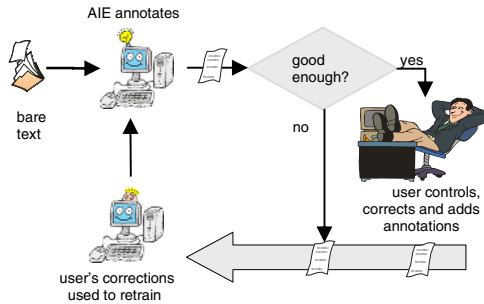 AIE annotates
good
enough?
yes
bare
text
no
user controls,
corrects and adds
annotations
user's corrections
used to retrain